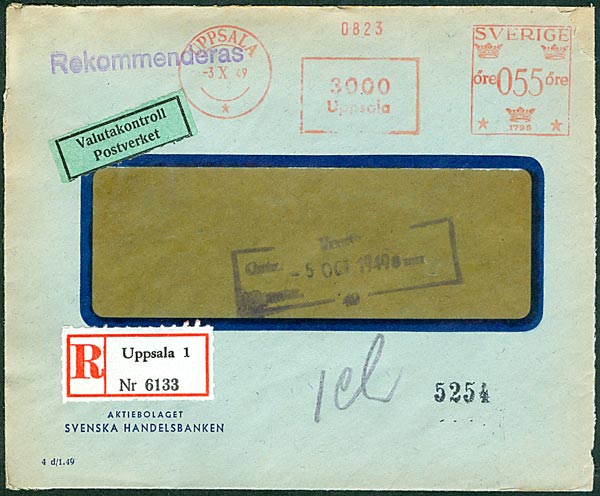 0823
SVERIGE
Rekommenderas
UPPSALA
-3 X 49
3000
Uppsala
öre 055 öre
1798
Valutakontroll
Postverket
- 5 OCT 1949
R
Uppsala 1
Nr 6133
5254
AKTIEBOLAGET
SVENSKA HANDELSBANKEN
4 d/1.49